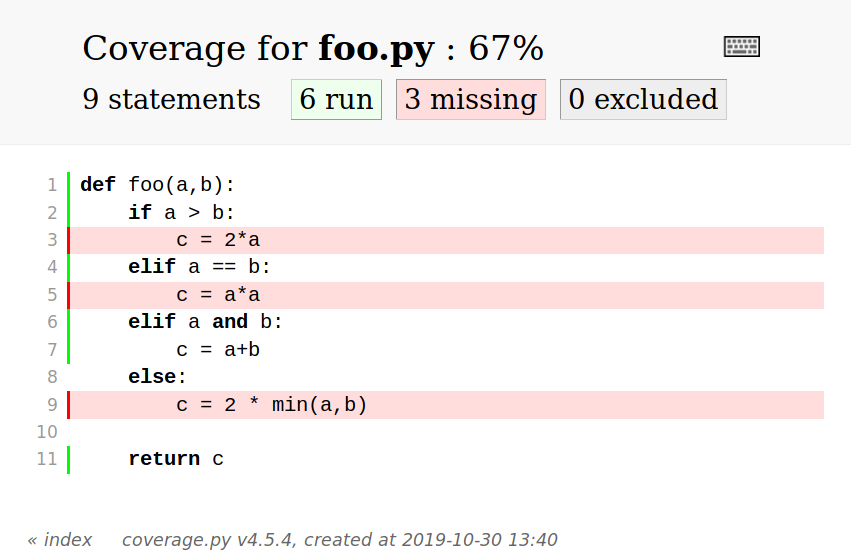 Coverage for foo.py : 67%
9 statements 6 run 3 missing 0 excluded
1 def foo(a,b):
2     if a > b:
3         c = 2*a
4     elif a == b:
5         c = a*a
6     elif a and b:
7         c = a+b
8     else:
9         c = 2 * min(a,b)
10
11     return c
« index coverage.py v4.5.4, created at 2019-10-30 13:40